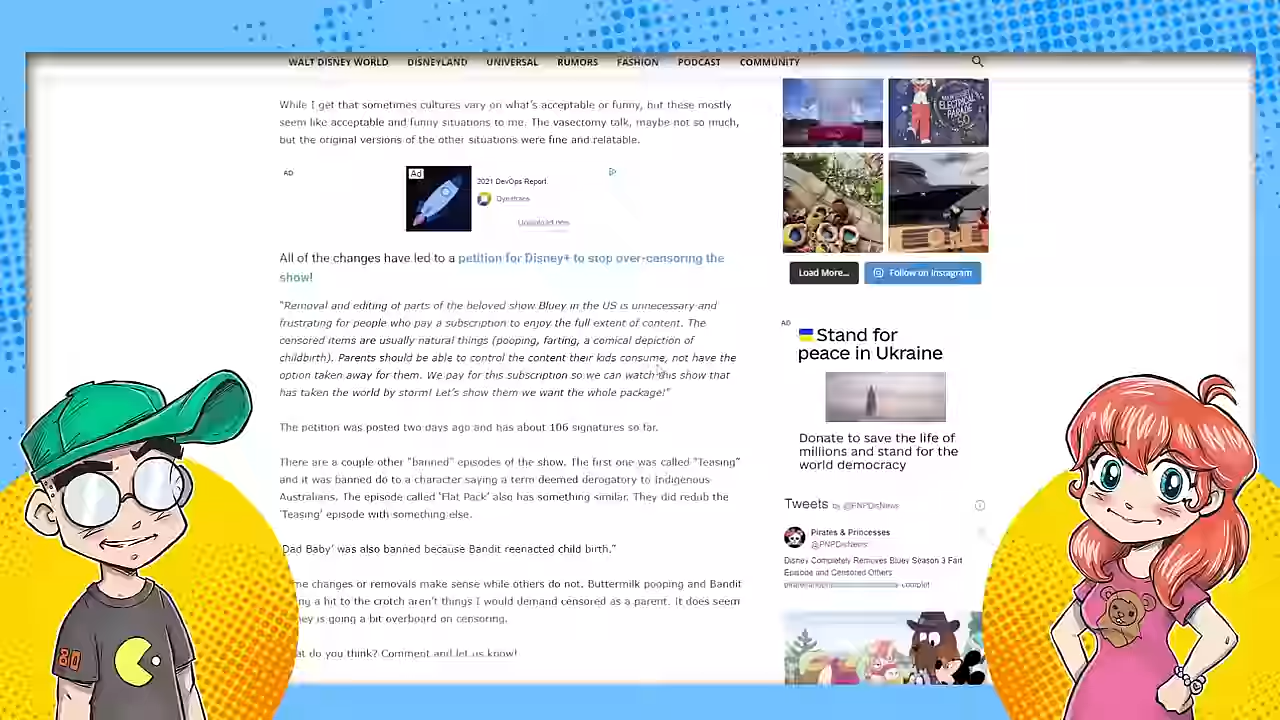 WALT DISNEY WORLD DISNEYLAND UNIVERSAL RUMORS FASHION PODCAST COMMUNITY
While I get that sometimes cultures vary on what's acceptable or funny, but these mostly
seem like acceptable and funny situations to me. The vasectomy talk, maybe not so much,
but the original versions of the other situations were fine and relatable.
AD
Ad
2021 DevOps Report
Dynatrace
Download now
All of the changes have led to a petition for Disney+ to stop over-censoring the
show!
"Removal and editing of parts of the beloved show Bluey in the US is unnecessary and
frustrating for people who pay a subscription to enjoy the full extent of content. The
censored items are usually natural things (pooping, farting, a comical depiction of
childbirth). Parents should be able to control the content their kids consume, not have the
option taken away for them. We pay for this subscription so we can watch this show that
has taken the world by storm! Let's show them we want the whole package!"
The petition was posted two days ago and has about 106 signatures so far.
There are a couple other "banned" episodes of the show. The first one was called "Teasing"
and it was banned do to a character saying a term deemed derogatory to Indigenous
Australians. The episode called 'Flat Pack' also has something similar. They did redub the
'Teasing' episode with something else.
Dad Baby' was also banned because Bandit reenacted child birth."
me changes or removals make sense while others do not. Buttermilk pooping and Bandit
ng a hit to the crotch aren't things I would demand censored as a parent. It does seem
ney is going a bit overboard on censoring.
at do you think? Comment and let us know!
ELECTRICAL
PARADE
50
Load More... Follow on Instagram
AD
Stand for
peace in Ukraine
Donate to save the life of
millions and stand for the
world democracy
Tweets by @PNPDisNews
Pirates & Princesses
@PNPDisNews
Disney Completely Removes Bluey Season 3 Fart
Episode and Censored Others
80